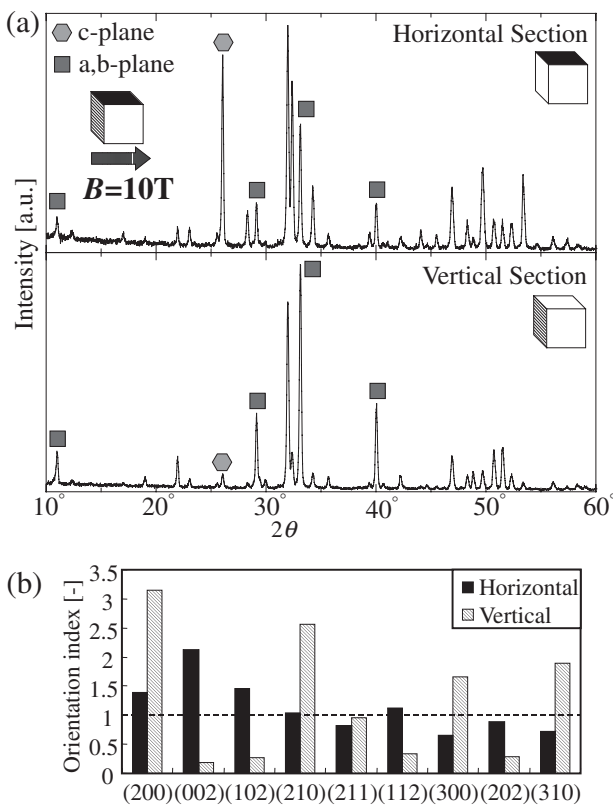 (a)
c-plane
a,b-plane
B=10T
Horizontal Section
Vertical Section
Intensity [a.u.]
10° 20° 30° 40° 50° 60°
2θ
(b)
Orientation index [-]
3.5
3
2.5
2
1.5
1
0.5
0
Horizontal
Vertical
(200)(002)(102)(210)(211)(112)(300)(202)(310)